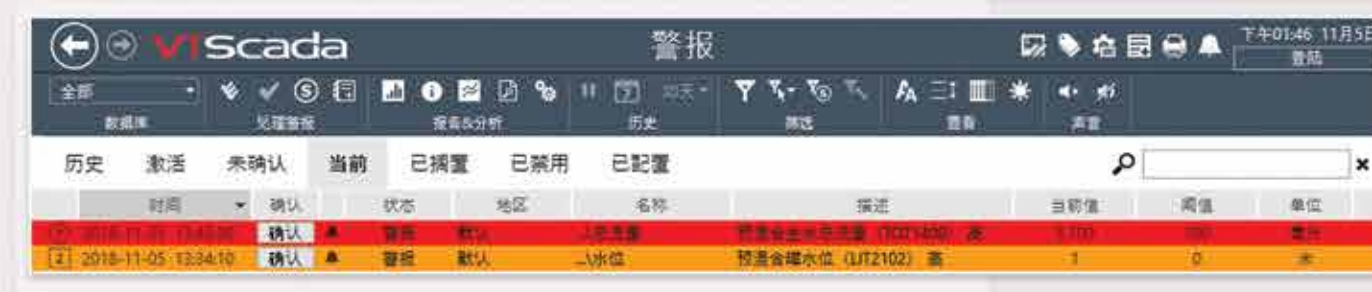 VTScada
警报
下午01:46 11月5日
登陆
全部
数据库 处理警报 报告&分析 历史 筛选 查看 声音
历史 激活 未确认 当前 已搁置 已禁用 已配置
时间 确认 状态 地区 名称 描述 当前值 阈值 单位
确认 警报 默认
2 2018-11-05 13:34:10 确认 警报 默认 ...\水位 预混合罐水位 (LIT2102) 高 1 0 米